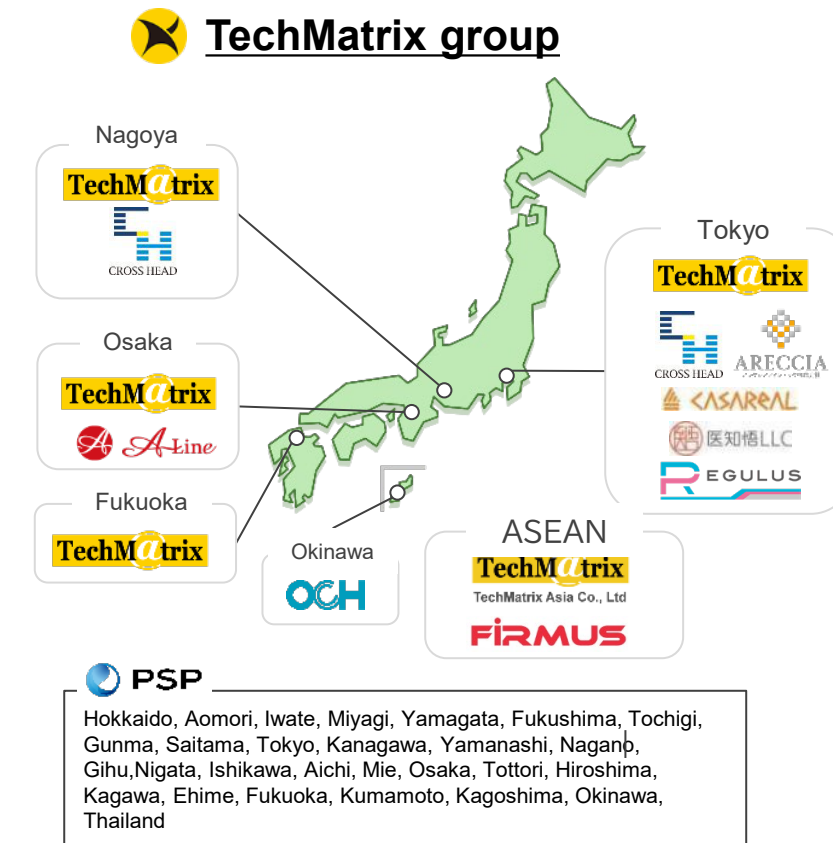 TechMatrix group
Nagoya
TechMatrix
CROSS HEAD
Osaka
TechMatrix
A A-Line
Fukuoka
TechMatrix
Okinawa
OCH
Tokyo
TechMatrix
CROSS HEAD
ARECCIA
CASAREAL
医知悟LLC
REGULUS
ASEAN
TechMatrix
TechMatrix Asia Co., Ltd
FIRMUS
PSP
Hokkaido, Aomori, Iwate, Miyagi, Yamagata, Fukushima, Tochigi,
Gunma, Saitama, Tokyo, Kanagawa, Yamanashi, Nagano,
Gihu,Nigata, Ishikawa, Aichi, Mie, Osaka, Tottori, Hiroshima,
Kagawa, Ehime, Fukuoka, Kumamoto, Kagoshima, Okinawa,
Thailand